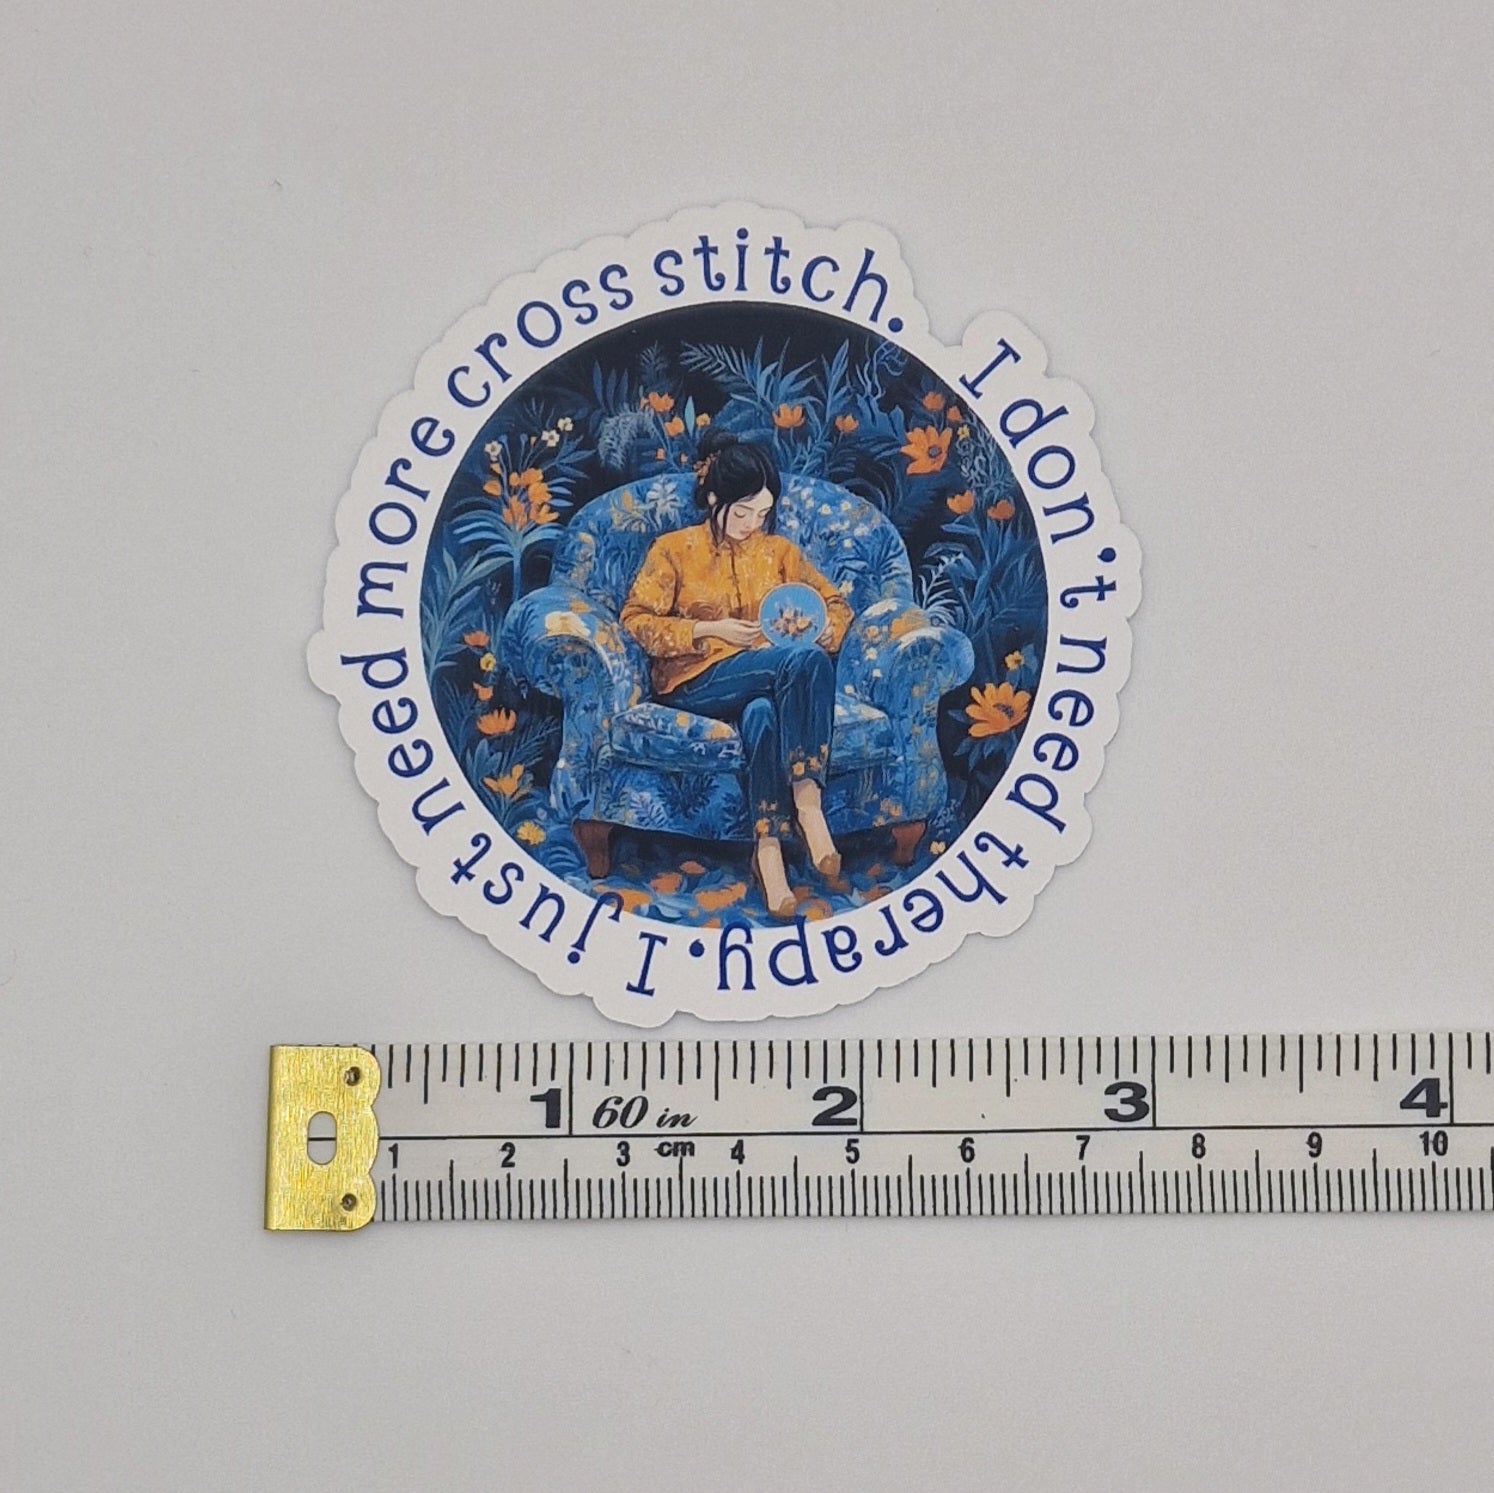 I don't need therapy. I just need more cross stitch.
1 60 in 2 3 4
1 2 3 cm 4 5 6 7 8 9 10